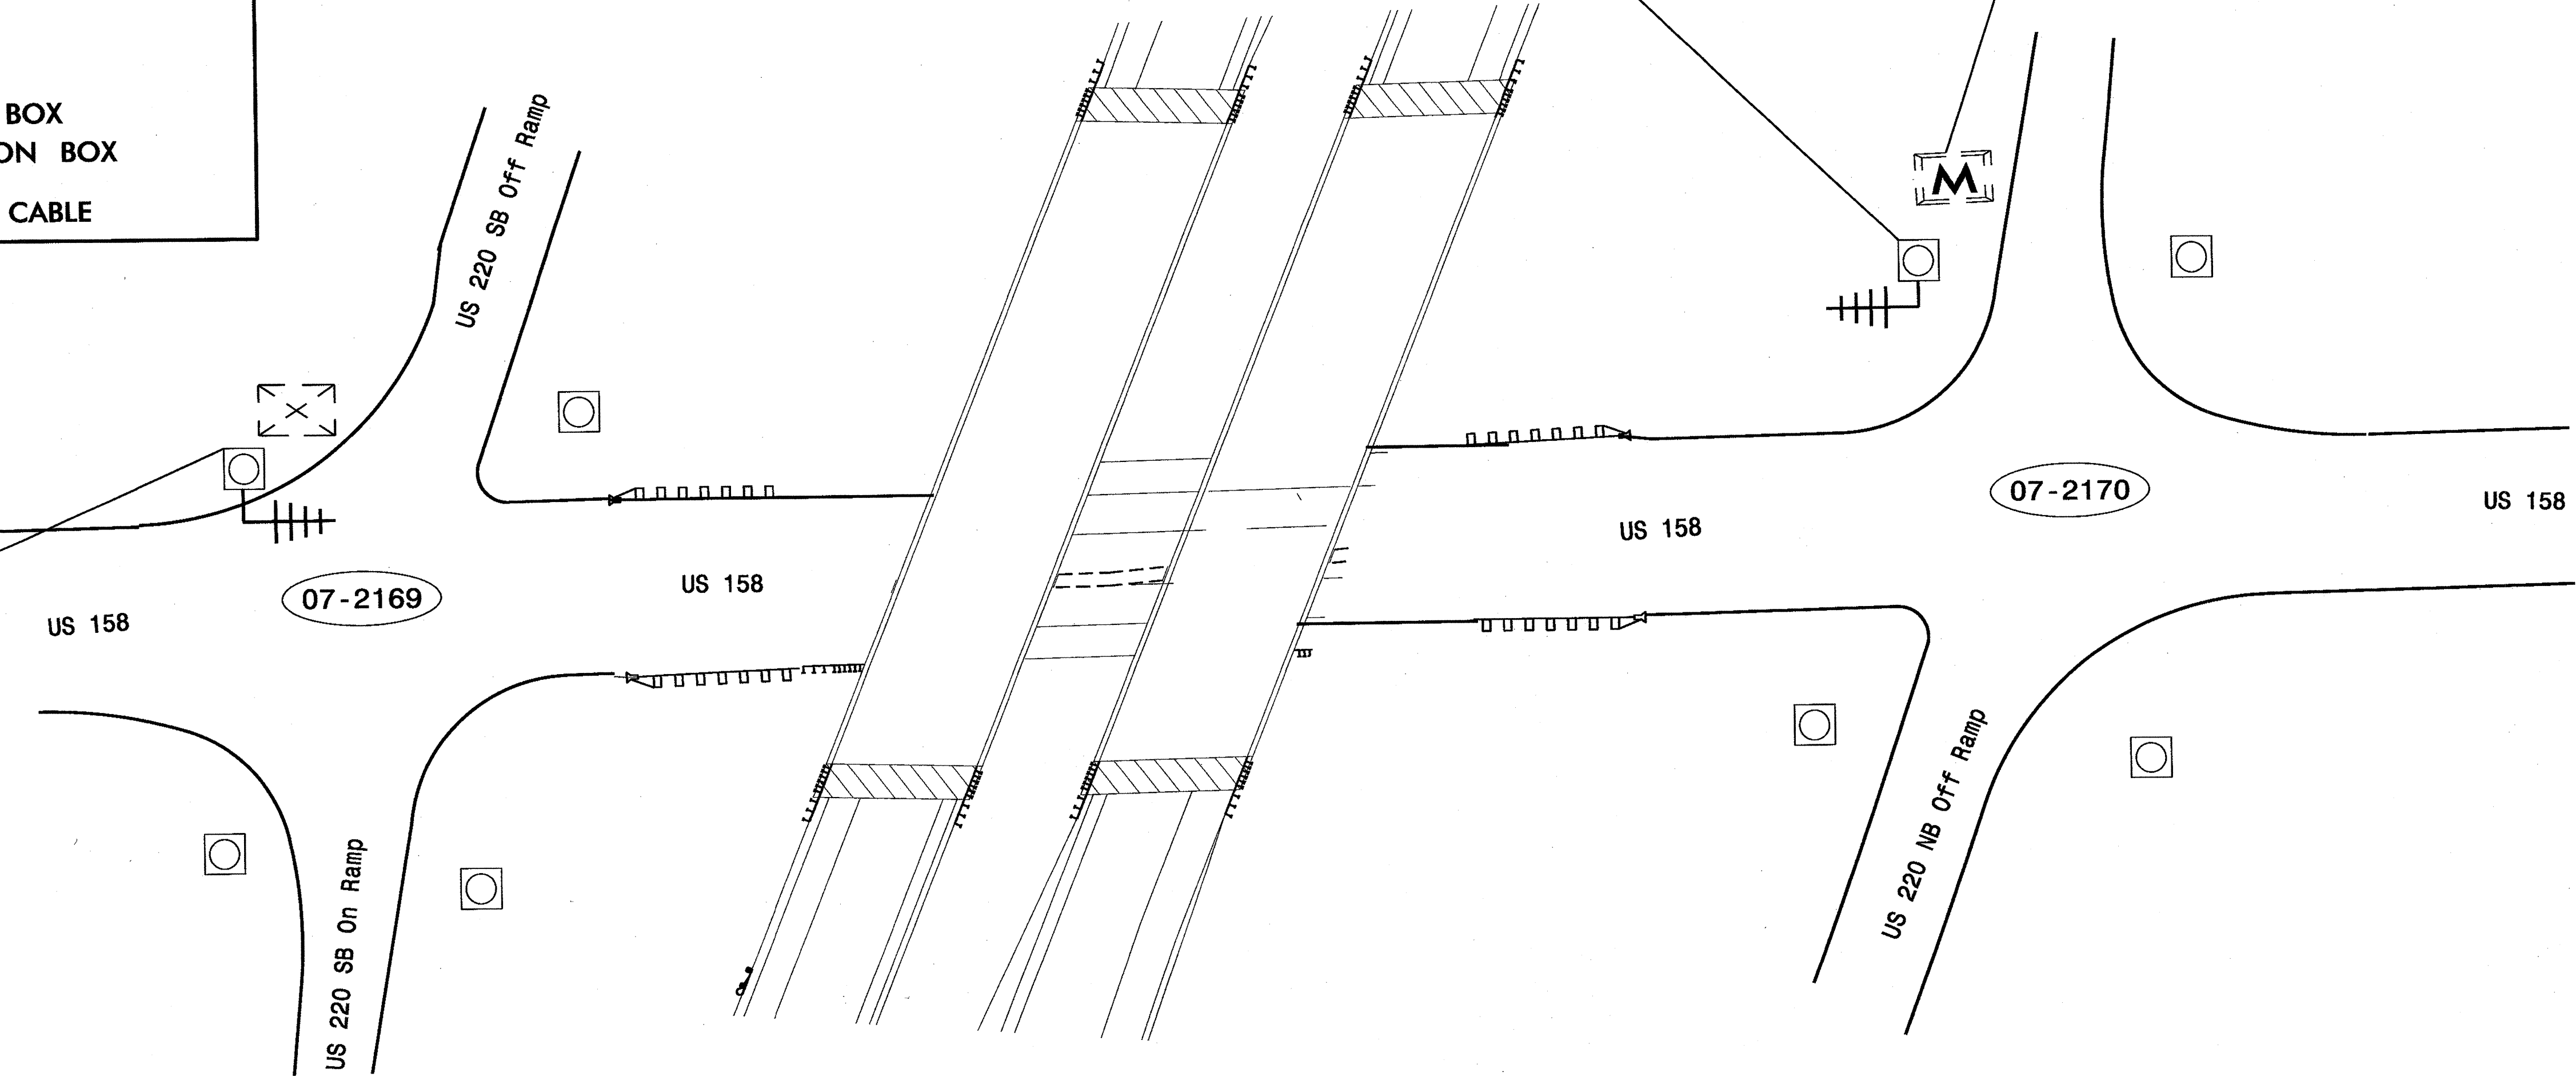 BOX
ON BOX
CABLE
US 220 SB Off Ramp
M
X
07-2170
US 158
US 158
US 158
07-2169
US 158
US 220 NB Off Ramp
US 220 SB On Ramp